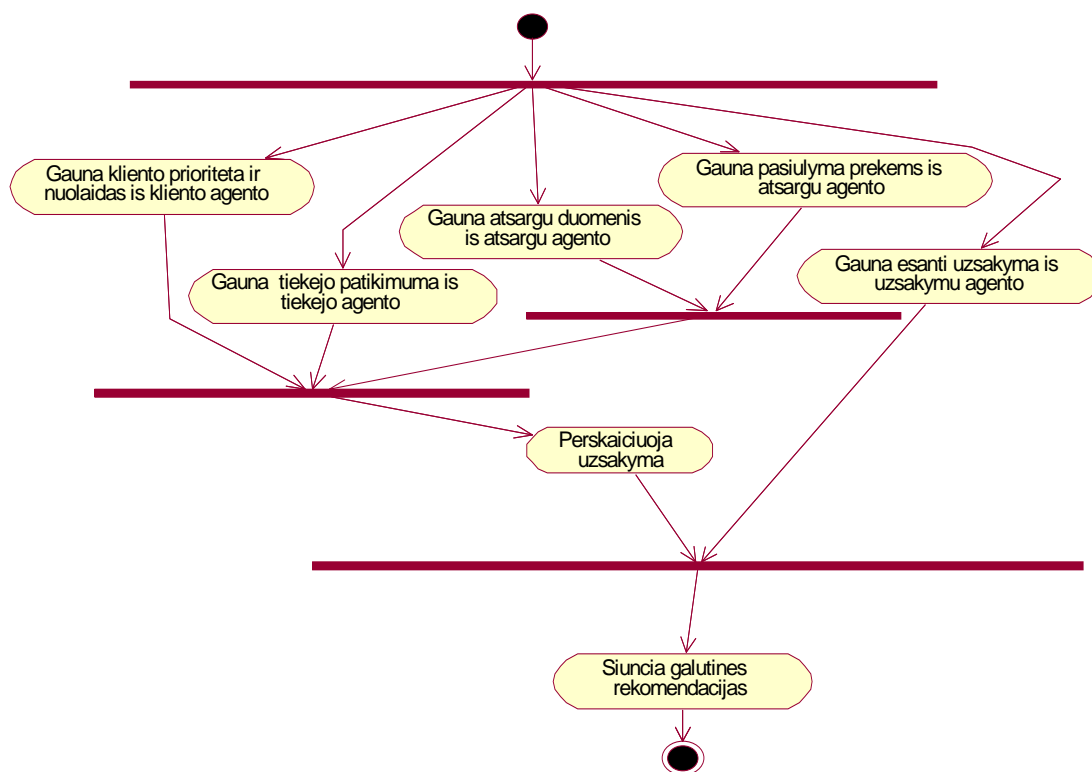 Gauna kliento prioriteta ir
nuolaidas is kliento agento
Gauna pasiulyma prekems is
atsargu agento
Gauna atsargu duomenis
is atsargu agento
Gauna tiekejo patikimuma is
tiekejo agento
Gauna esanti uzsakyma is
uzsakymu agento
Perskaiciuoja
uzsakyma
Siuncia galutines
rekomendacijas